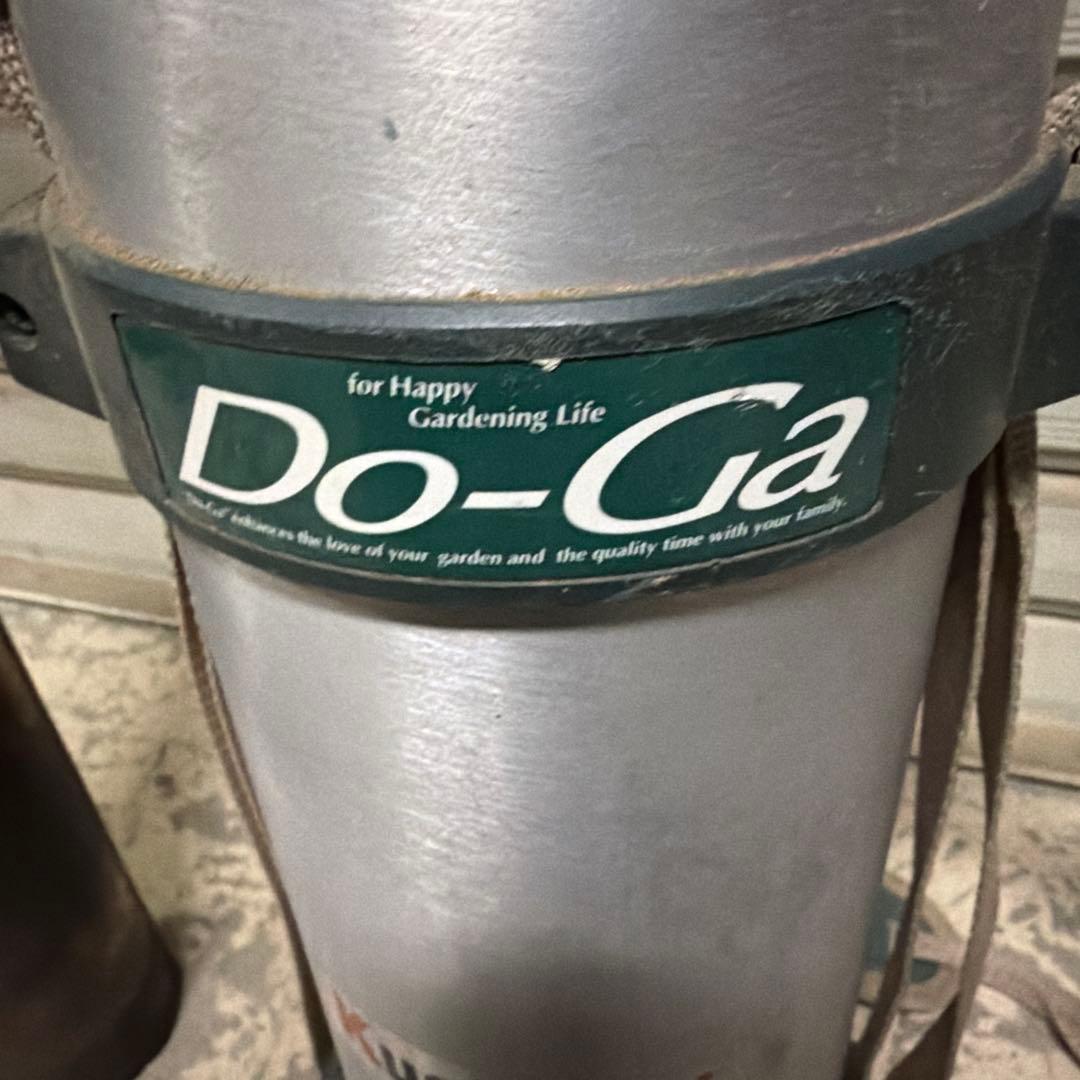 for Happy
Gardening Life
Do-Ga
"Do-Ga" enhances the love of your garden and the quality time with your family.